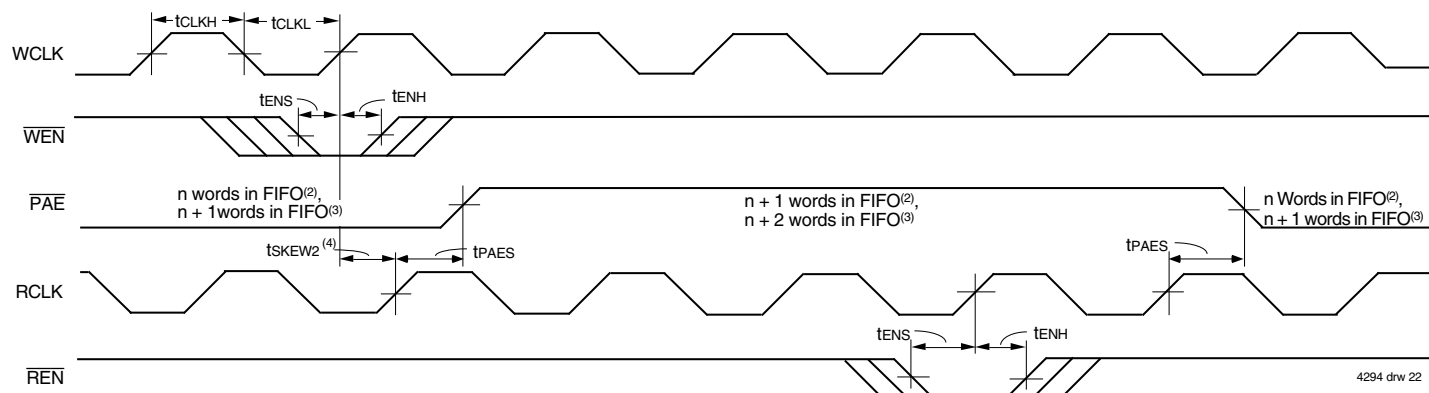 tCLKH
tCLKL
WCLK
tENS
tENH
WEN
n words in FIFO(2),
n + 1words in FIFO(3)
PAE
n + 1 words in FIFO(2),
n + 2 words in FIFO(3)
n Words in FIFO(2),
n + 1 words in FIFO(3)
tSKEW2 (4)
tPAES
tPAES
RCLK
tENS
tENH
REN
4294 drw 22